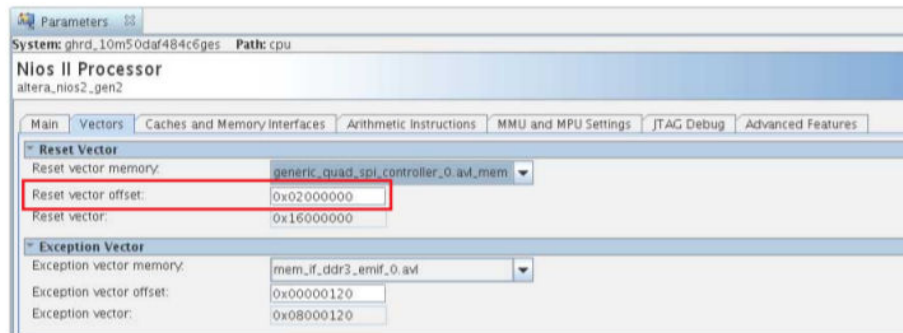 Parameters
System: ghrd_10m50daf484c6ges Path: cpu
Nios II Processor
altera_nios2_gen2
Main Vectors Caches and Memory Interfaces Arithmetic Instructions MMU and MPU Settings JTAG Debug Advanced Features
Reset Vector
Reset vector memory: generic_quad_spi_controller_0.avl_mem
Reset vector offset: 0x02000000
Reset vector: 0x16000000
Exception Vector
Exception vector memory: mem_if_ddr3_emif_0.avl
Exception vector offset: 0x00000120
Exception vector: 0x08000120